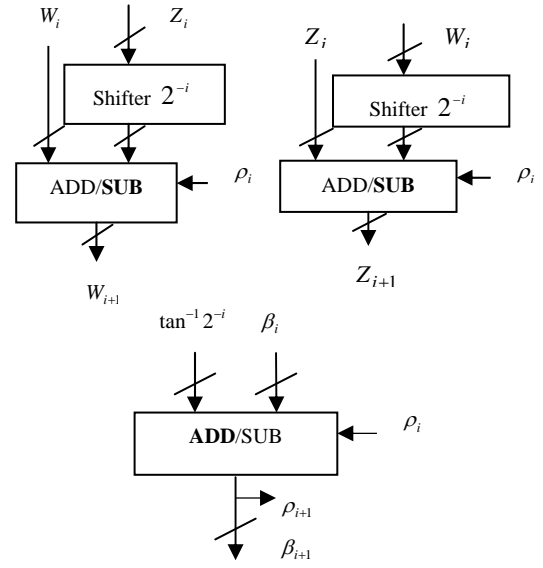 W_i Z_i
Shifter 2^{-i}
ADD/SUB ρ_i
W_{i+1}
Z_i W_i
Shifter 2^{-i}
ADD/SUB ρ_i
Z_{i+1}
tan^{-1} 2^{-i} β_i
ADD/SUB ρ_i
ρ_{i+1}
β_{i+1}